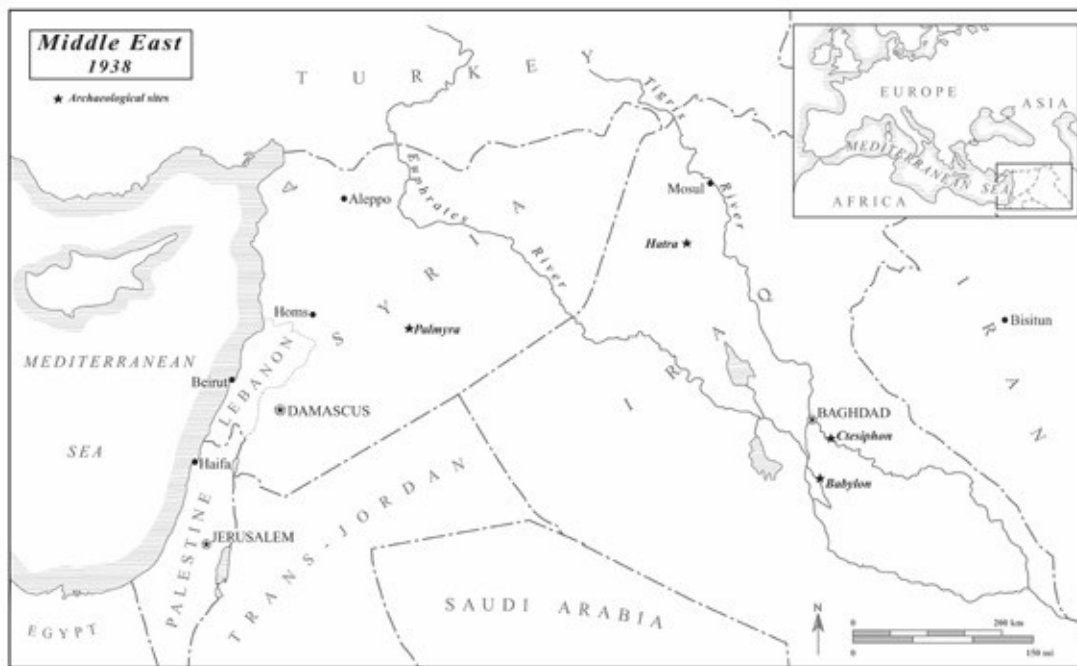 Middle East
1938
★ Archaeological sites
TURKEY
Tigris River
EUROPE
ASIA
MEDITERRANEAN SEA
AFRICA
Euphrates River
Aleppo
Mosul
Hatra
SYRIA
Homs
Palmyra
IRAQ
IRAN
Bisitun
MEDITERRANEAN
SEA
Beirut
LEBANON
DAMASCUS
BAGHDAD
Ctesiphon
Babylon
Haifa
PALESTINE
JERUSALEM
TRANS-JORDAN
SAUDI ARABIA
EGYPT
N
0 200 km
0 150 mi